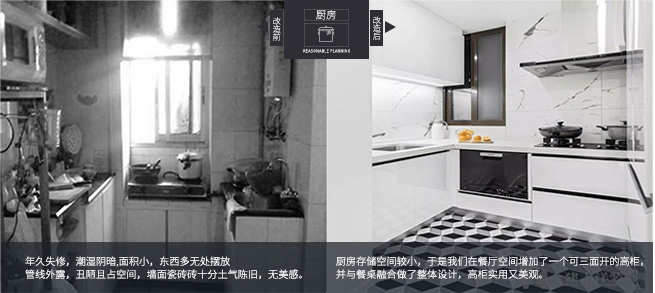 改造前
厨房
REASONABLE PLANNING
改造后
年久失修，潮湿阴暗,面积小，东西多无处摆放
管线外露，丑陋且占空间，墙面瓷砖砖十分土气陈旧，无美感。
厨房存储空间较小，于是我们在餐厅空间增加了一个可三面开的高柜，
并与餐桌融合做了整体设计，高柜实用又美观。